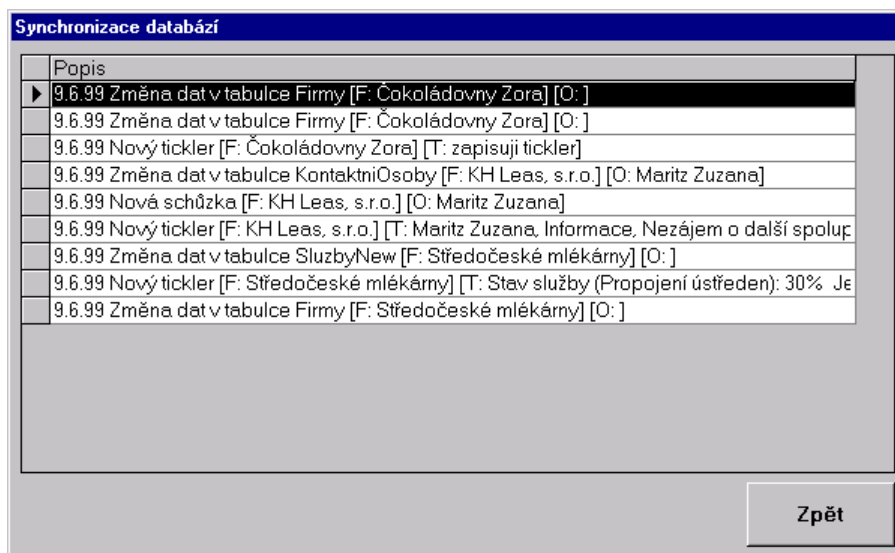 Synchronizace databází
Popis
9.6.99 Změna dat v tabulce Firmy [F: Čokoládovny Zora] [O: ]
9.6.99 Změna dat v tabulce Firmy [F: Čokoládovny Zora] [O: ]
9.6.99 Nový tickler [F: Čokoládovny Zora] [T: zapisuji tickler]
9.6.99 Změna dat v tabulce KontaktniOsoby [F: KH Leas, s.r.o.] [O: Maritz Zuzana]
9.6.99 Nová schůzka [F: KH Leas, s.r.o.] [O: Maritz Zuzana]
9.6.99 Nový tickler [F: KH Leas, s.r.o.] [T: Maritz Zuzana, Informace, Nezájem o další spolup
9.6.99 Změna dat v tabulce SluzbyNew [F: Středočeské mlékárny] [O: ]
9.6.99 Nový tickler [F: Středočeské mlékárny] [T: Stav služby (Propojení ústředen): 30% Je
9.6.99 Změna dat v tabulce Firmy [F: Středočeské mlékárny] [O: ]
Zpět